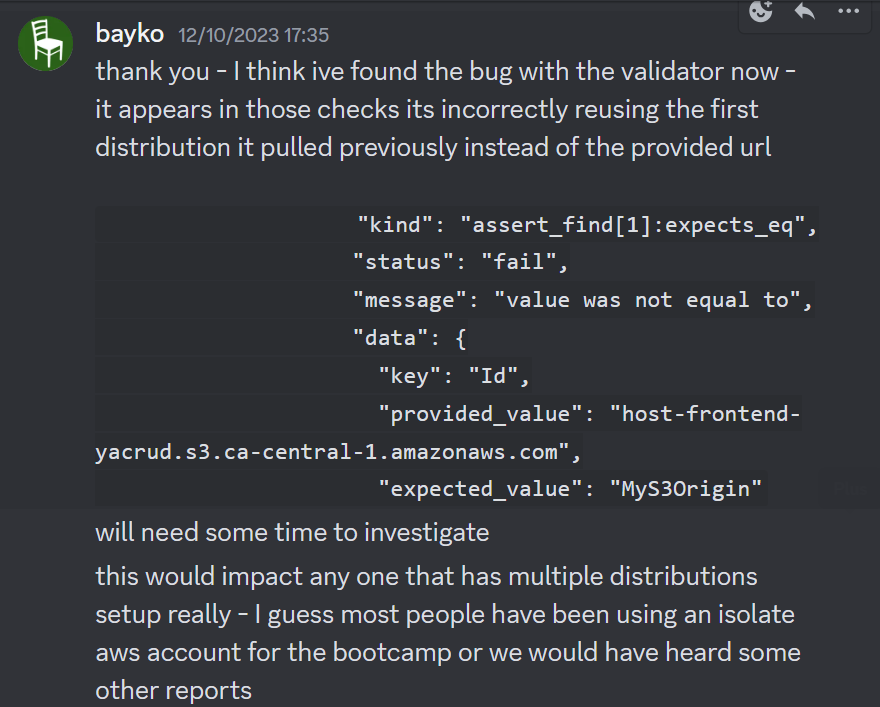 bayko 12/10/2023 17:35
thank you - I think ive found the bug with the validator now -
it appears in those checks its incorrectly reusing the first
distribution it pulled previously instead of the provided url
"kind": "assert_find[1]:expects_eq",
"status": "fail",
"message": "value was not equal to",
"data": {
"key": "Id",
"provided_value": "host-frontend-
yacrud.s3.ca-central-1.amazonaws.com",
"expected_value": "MyS3Origin"
will need some time to investigate
this would impact any one that has multiple distributions
setup really - I guess most people have been using an isolate
aws account for the bootcamp or we would have heard some
other reports